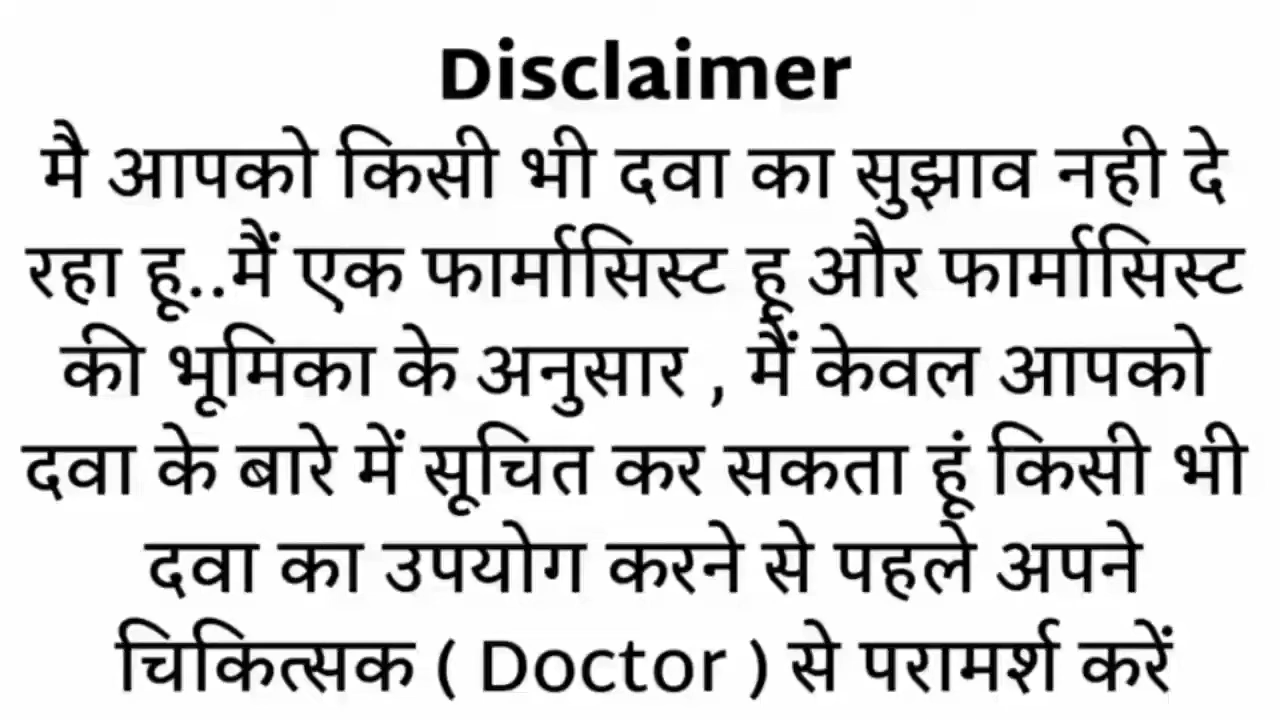 Disclaimer
मै आपको किसी भी दवा का सुझाव नही दे
रहा हू..मैं एक फार्मासिस्ट हू और फार्मासिस्ट
की भूमिका के अनुसार , मैं केवल आपको
दवा के बारे में सूचित कर सकता हूं किसी भी
दवा का उपयोग करने से पहले अपने
चिकित्सक ( Doctor ) से परामर्श करें